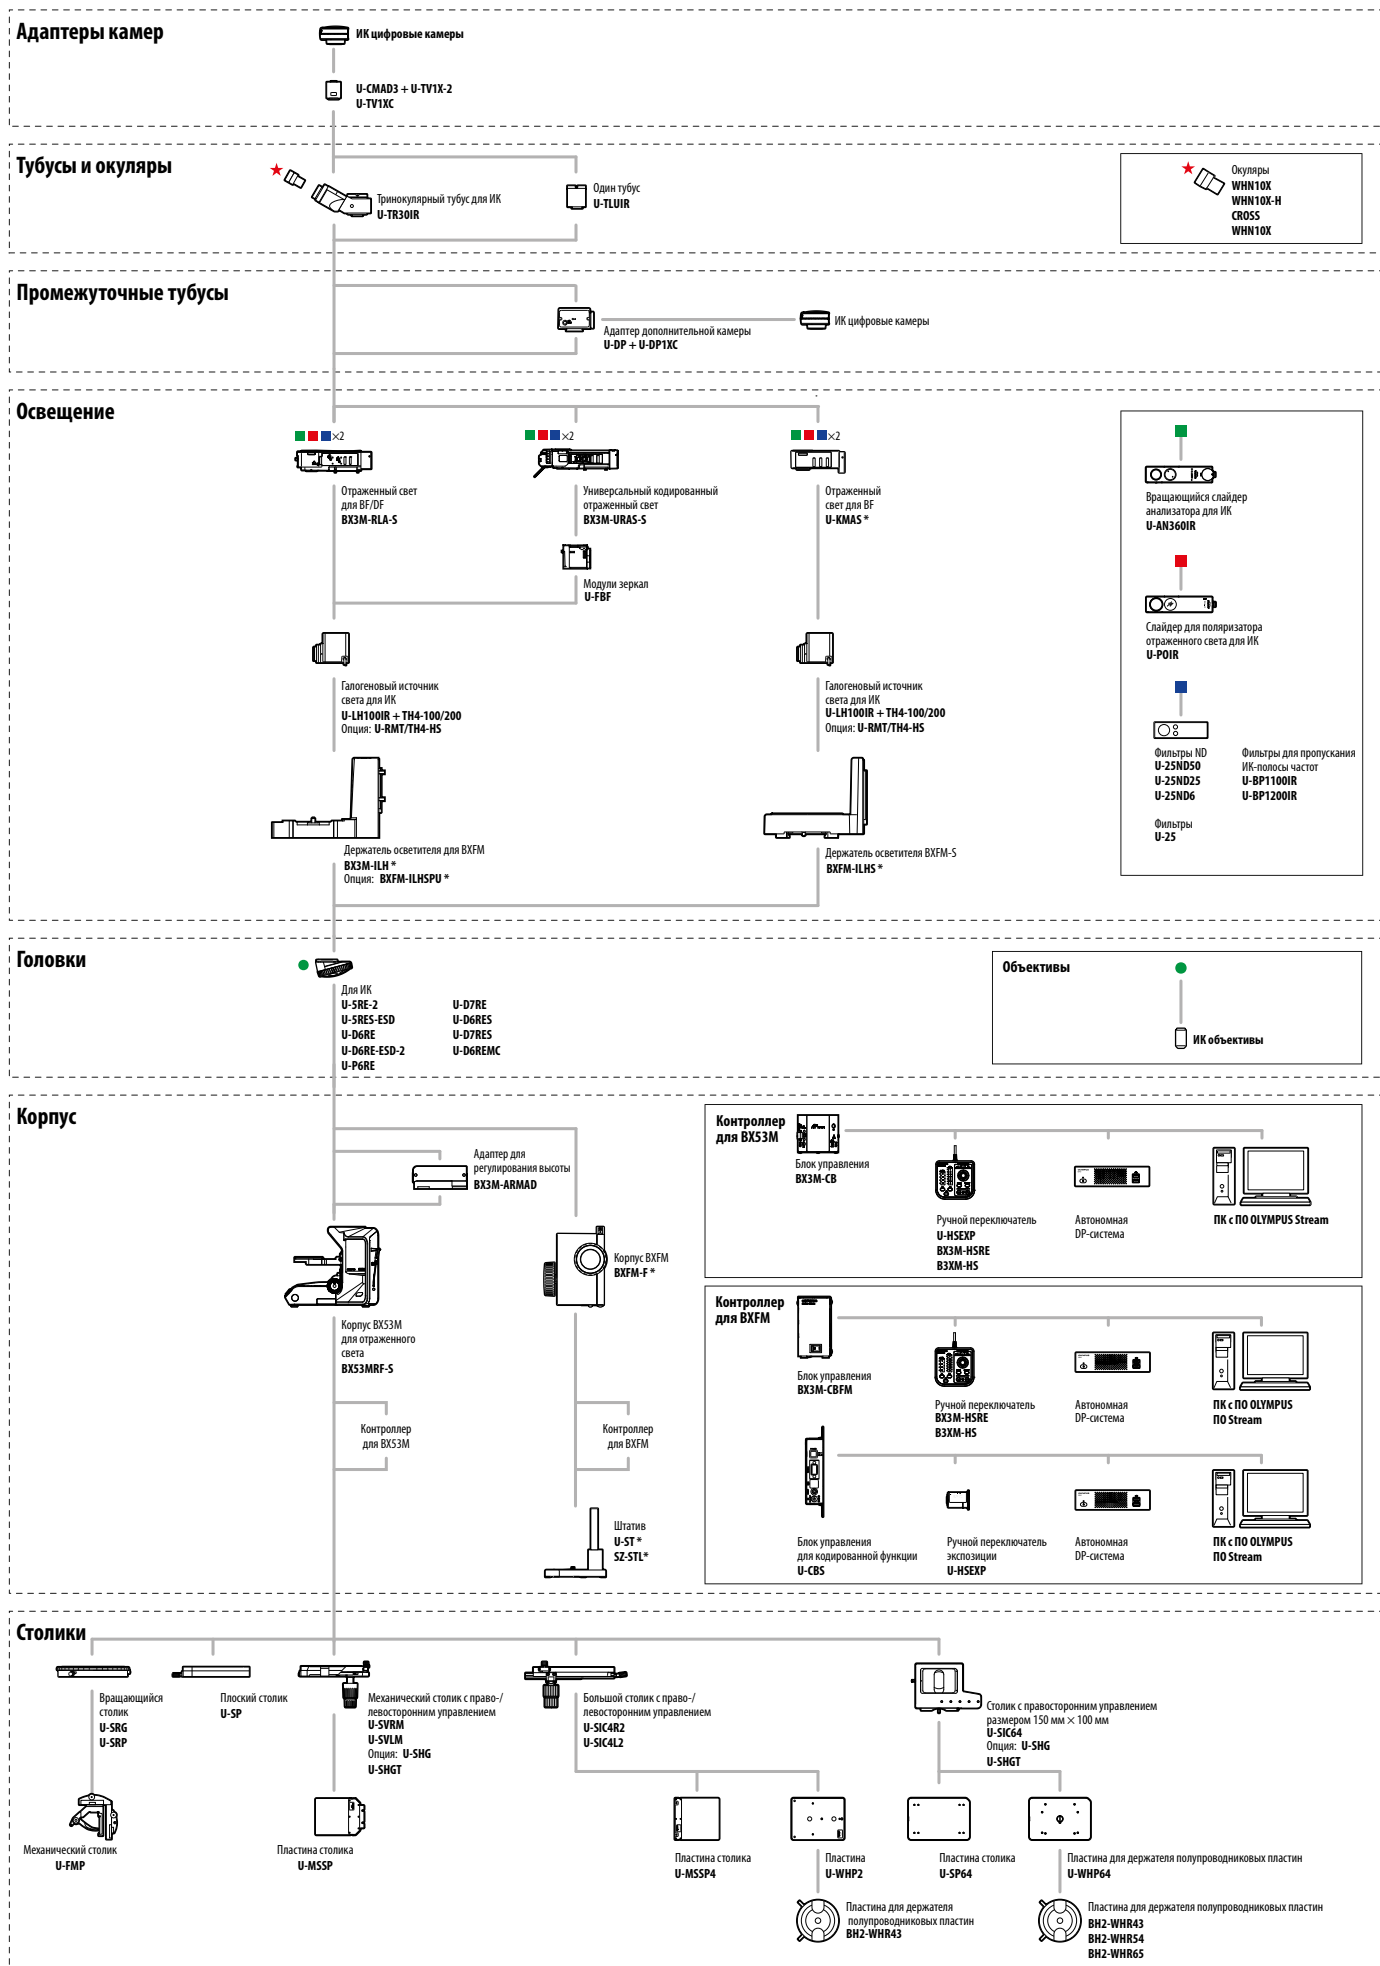 Адаптеры камер
ИК цифровые камеры
U-CMAD3 + U-TV1X-2
U-TV1XC
Тубусы и окуляры
Тринокулярный тубус для ИК
U-TR30IR
Один тубус
U-TLUIR
Окуляры
WHN10X
WHN10X-H
CROSS
WHN10X
Промежуточные тубусы
Адаптер дополнительной камеры
U-DP + U-DP1XC
ИК цифровые камеры
Освещение
×2
×2
×2
Отраженный свет
для BF/DF
BX3M-RLA-S
Универсальный кодированный
отраженный свет
BX3M-URAS-S
Отраженный
свет для BF
U-KMAS *
Модули зеркал
U-FBF
Галогеновый источник
света для ИК
U-LH100IR + TH4-100/200
Опция: U-RMT/TH4-HS
Галогеновый источник
света для ИК
U-LH100IR + TH4-100/200
Опция: U-RMT/TH4-HS
Держатель осветителя для BXFM
BX3M-ILH *
Опция: BXFM-ILHSPU *
Держатель осветителя BXFM-S
BXFM-ILHS *
Вращающийся слайдер
анализатора для ИК
U-AN360IR
Слайдер для поляризатора
отраженного света для ИК
U-POIR
Фильтры ND
U-25ND50
U-25ND25
U-25ND6
Фильтры
U-25
Фильтры для пропускания
ИК-полосы частот
U-BP1100IR
U-BP1200IR
Головки
Для ИК
U-5RE-2
U-5RES-ESD
U-D6RE
U-D6RE-ESD-2
U-P6RE
U-D7RE
U-D6RES
U-D7RES
U-D6REMC
Объективы
ИК объективы
Корпус
Адаптер для
регулирования высоты
BX3M-ARMAD
Корпус BX53M
для отраженного
света
BX53MRF-S
Корпус BXFM
BXFM-F *
Контроллер
для BX53M
Контроллер
для BXFM
Штатив
U-ST *
SZ-STL*
Контроллер
для BX53M
Блок управления
BX3M-CB
Ручной переключатель
U-HSEXP
BX3M-HSRE
B3XM-HS
Автономная
DP-система
ПК с ПО OLYMPUS Stream
Контроллер
для BXFM
Блок управления
BX3M-CBFM
Ручной переключатель
BX3M-HSRE
B3XM-HS
Автономная
DP-система
ПК с ПО OLYMPUS
ПО Stream
Блок управления
для кодированной функции
U-CBS
Ручной переключатель
экспозиции
U-HSEXP
Автономная
DP-система
ПК с ПО OLYMPUS
ПО Stream
Столики
Вращающийся
столик
U-SRG
U-SRP
Плоский столик
U-SP
Механический столик с право-/
левосторонним управлением
U-SVRM
U-SVLM
Опция: U-SHG
U-SHGT
Большой столик с право-/
левосторонним управлением
U-SIC4R2
U-SIC4L2
Столик с правосторонним управлением
размером 150 мм × 100 мм
U-SIC64
Опция: U-SHG
U-SHGT
Механический столик
U-FMP
Пластина столика
U-MSSP
Пластина столика
U-MSSP4
Пластина
U-WHP2
Пластина столика
U-SP64
Пластина для держателя полупроводниковых пластин
U-WHP64
Пластина для держателя
полупроводниковых пластин
BH2-WHR43
Пластина для держателя полупроводниковых пластин
BH2-WHR43
BH2-WHR54
BH2-WHR65